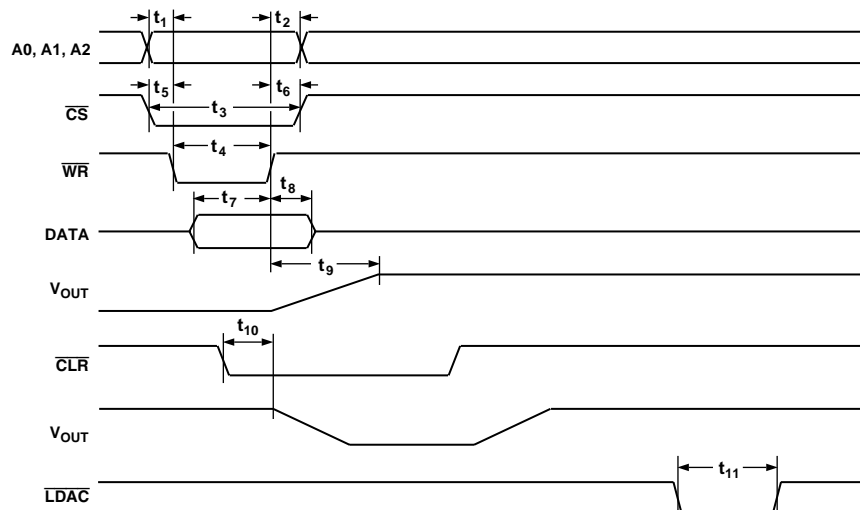 t1 t2
A0, A1, A2
t5 t6
t3
CS
t4
WR
t7 t8
DATA
t9
VOUT
t10
CLR
VOUT
t11
LDAC